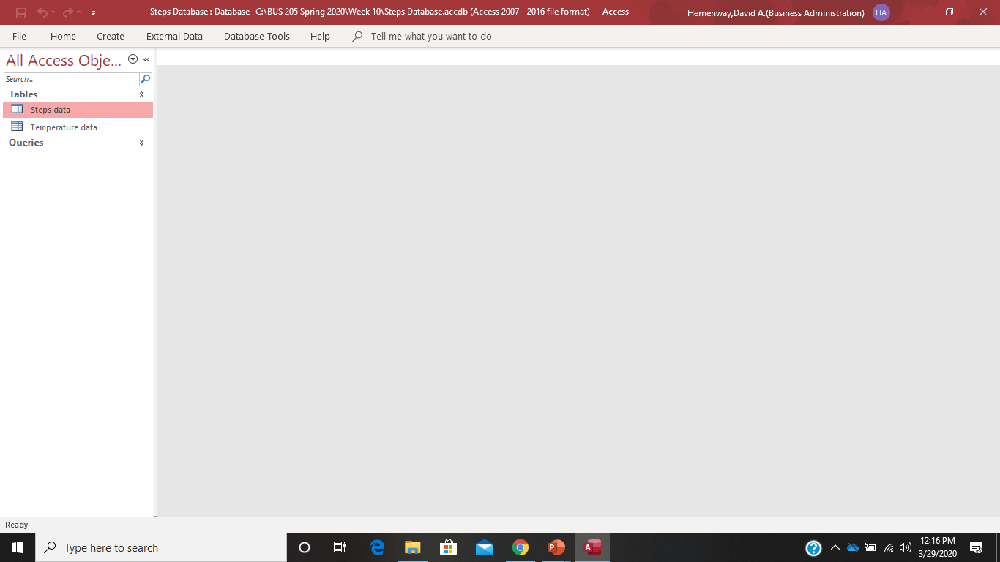 Steps Database : Database- C:\BUS 205 Spring 2020\Week 10\Steps Database.accdb (Access 2007 - 2016 file format) - Access
Hemenway,David A.(Business Administration)
HA
File Home Create External Data Database Tools Help Tell me what you want to do
All Access Obje...
Search...
Tables
Steps data
Temperature data
Queries
Ready
Type here to search
12:16 PM
3/29/2020